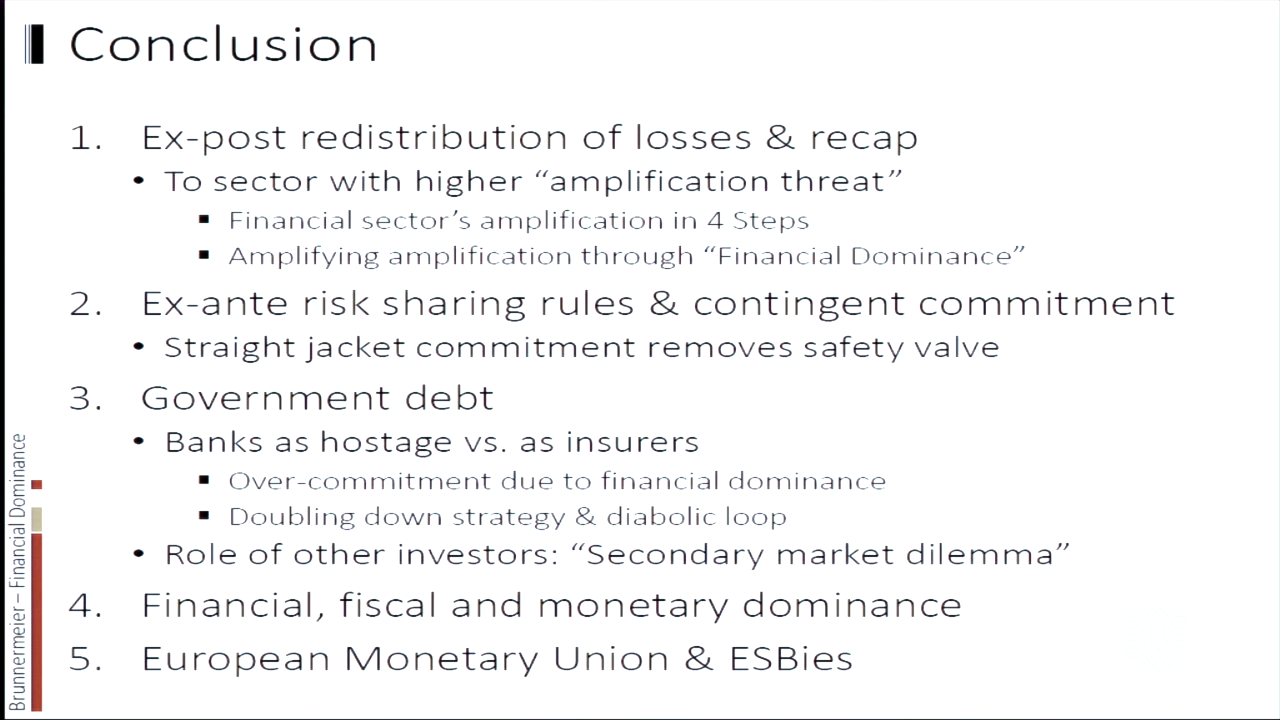 Conclusion
1. Ex-post redistribution of losses & recap
• To sector with higher “amplification threat”
▪ Financial sector’s amplification in 4 Steps
▪ Amplifying amplification through “Financial Dominance”
2. Ex-ante risk sharing rules & contingent commitment
• Straight jacket commitment removes safety valve
3. Government debt
• Banks as hostage vs. as insurers
▪ Over-commitment due to financial dominance
▪ Doubling down strategy & diabolic loop
• Role of other investors: “Secondary market dilemma”
4. Financial, fiscal and monetary dominance
5. European Monetary Union & ESBies
Brunnermeier – Financial Dominance